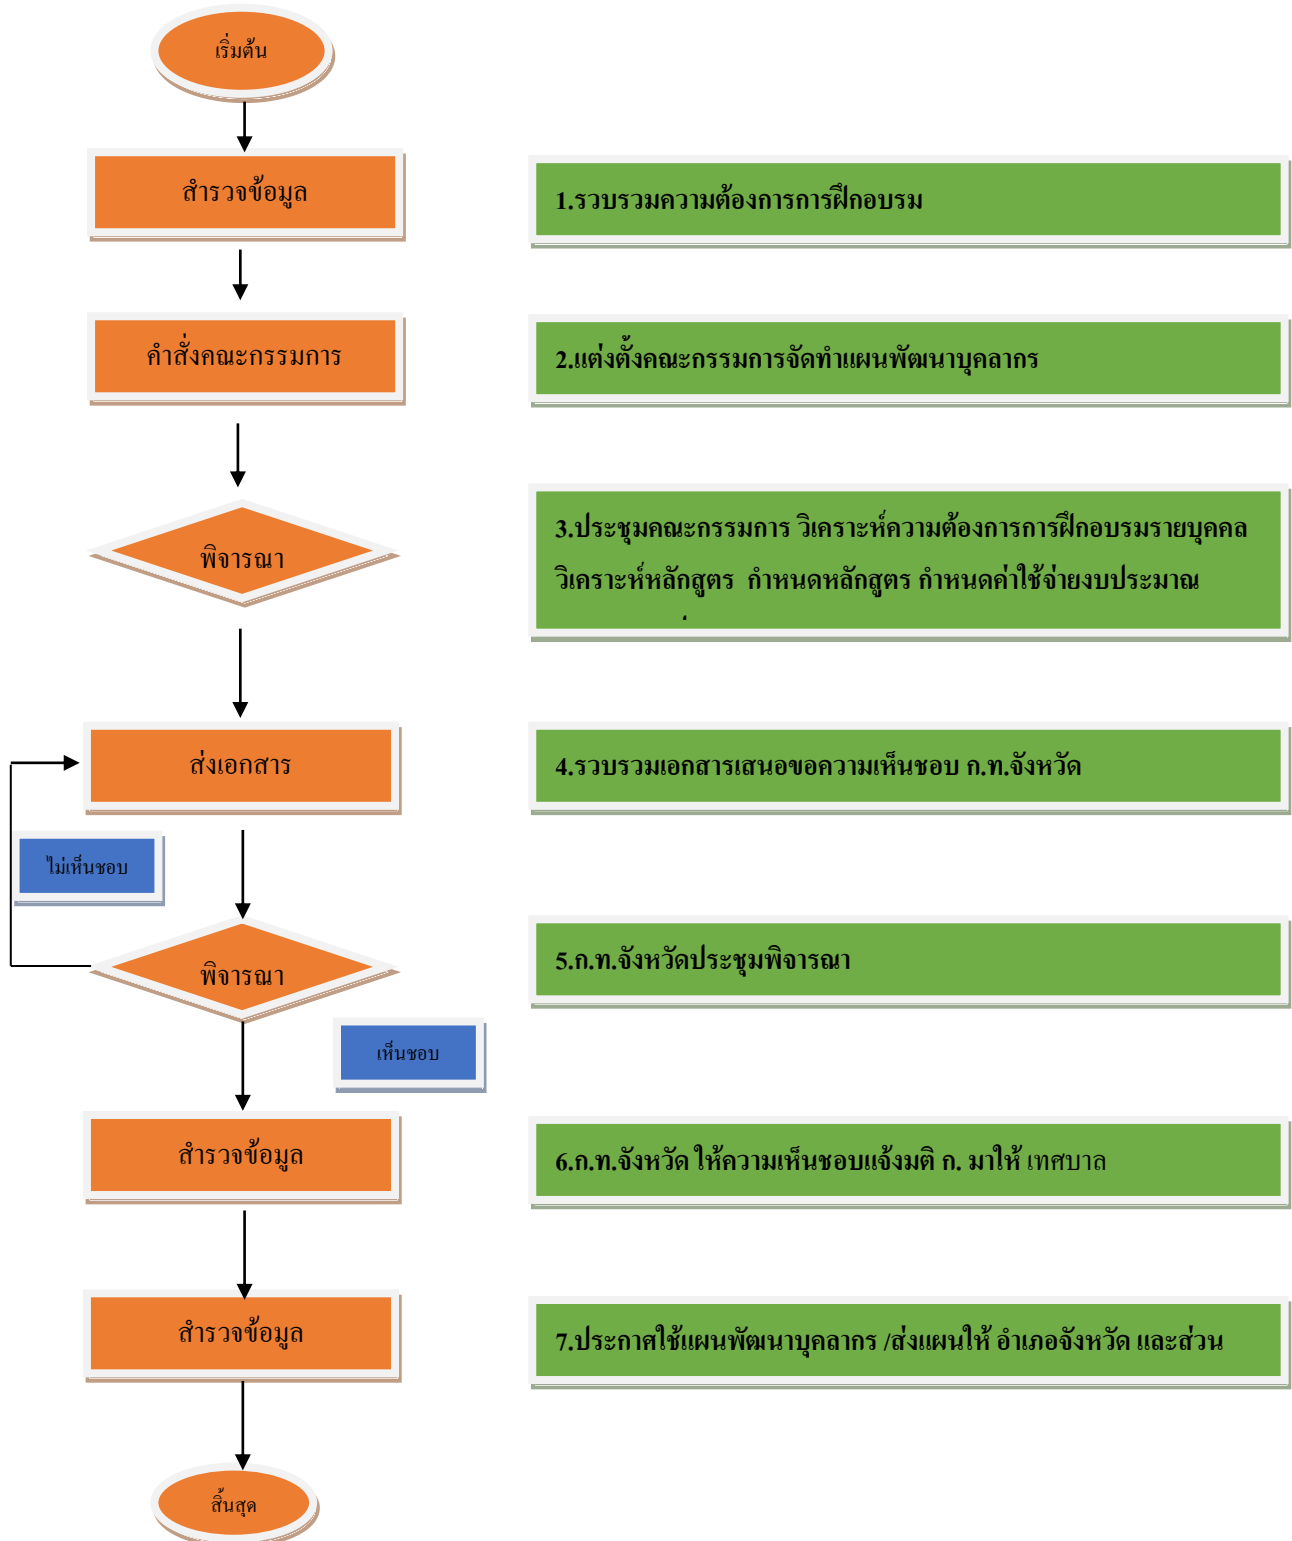 เริ่มต้น
สำรวจข้อมูล
1.รวบรวมความต้องการการฝึกอบรม
คำสั่งคณะกรรมการ
2.แต่งตั้งคณะกรรมการจัดทำแผนพัฒนาบุคลากร
พิจารณา
3.ประชุมคณะกรรมการ วิเคราะห์ความต้องการการฝึกอบรมรายบุคคล
วิเคราะห์หลักสูตร กำหนดหลักสูตร กำหนดค่าใช้จ่ายงบประมาณ
ส่งเอกสาร
4.รวบรวมเอกสารเสนอขอความเห็นชอบ ก.ท.จังหวัด
ไม่เห็นชอบ
พิจารณา
5.ก.ท.จังหวัดประชุมพิจารณา
เห็นชอบ
สำรวจข้อมูล
6.ก.ท.จังหวัด ให้ความเห็นชอบแจ้งมติ ก. มาให้ เทศบาล
สำรวจข้อมูล
7.ประกาศใช้แผนพัฒนาบุคลากร /ส่งแผนให้ อำเภอจังหวัด และส่วน
สิ้นสุด